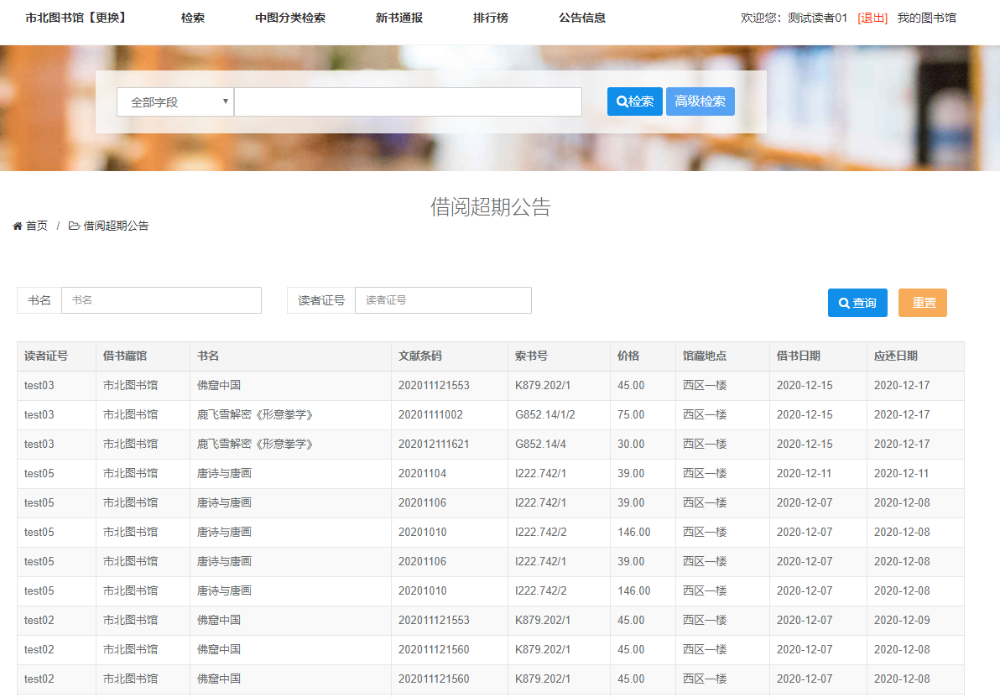 市北图书馆【更换】 检索 中图分类检索 新书通报 排行榜 公告信息 欢迎您：测试读者01 [退出] 我的图书馆
全部字段 检索 高级检索
借阅超期公告
首页 / 借阅超期公告
书名 书名 读者证号 读者证号 查询 重置
读者证号 借书藏馆 书名 文献条码 索书号 价格 馆藏地点 借书日期 应还日期
test03 市北图书馆 佛窟中国 202011121553 K879.202/1 45.00 西区一楼 2020-12-15 2020-12-17
test03 市北图书馆 鹿飞雪解密《形意拳学》 20201111002 G852.14/1/2 75.00 西区一楼 2020-12-15 2020-12-17
test03 市北图书馆 鹿飞雪解密《形意拳学》 202012111621 G852.14/4 30.00 西区一楼 2020-12-15 2020-12-17
test05 市北图书馆 唐诗与唐画 20201104 I222.742/1 39.00 西区一楼 2020-12-11 2020-12-11
test05 市北图书馆 唐诗与唐画 20201106 I222.742/1 39.00 西区一楼 2020-12-07 2020-12-08
test05 市北图书馆 唐诗与唐画 20201010 I222.742/2 146.00 西区一楼 2020-12-07 2020-12-08
test05 市北图书馆 唐诗与唐画 20201106 I222.742/1 39.00 西区一楼 2020-12-07 2020-12-08
test05 市北图书馆 唐诗与唐画 20201010 I222.742/2 146.00 西区一楼 2020-12-07 2020-12-08
test02 市北图书馆 佛窟中国 202011121553 K879.202/1 45.00 西区一楼 2020-12-07 2020-12-09
test02 市北图书馆 佛窟中国 202011121560 K879.202/1 45.00 西区一楼 2020-12-07 2020-12-08
test02 市北图书馆 佛窟中国 202011121560 K879.202/1 45.00 西区一楼 2020-12-07 2020-12-08